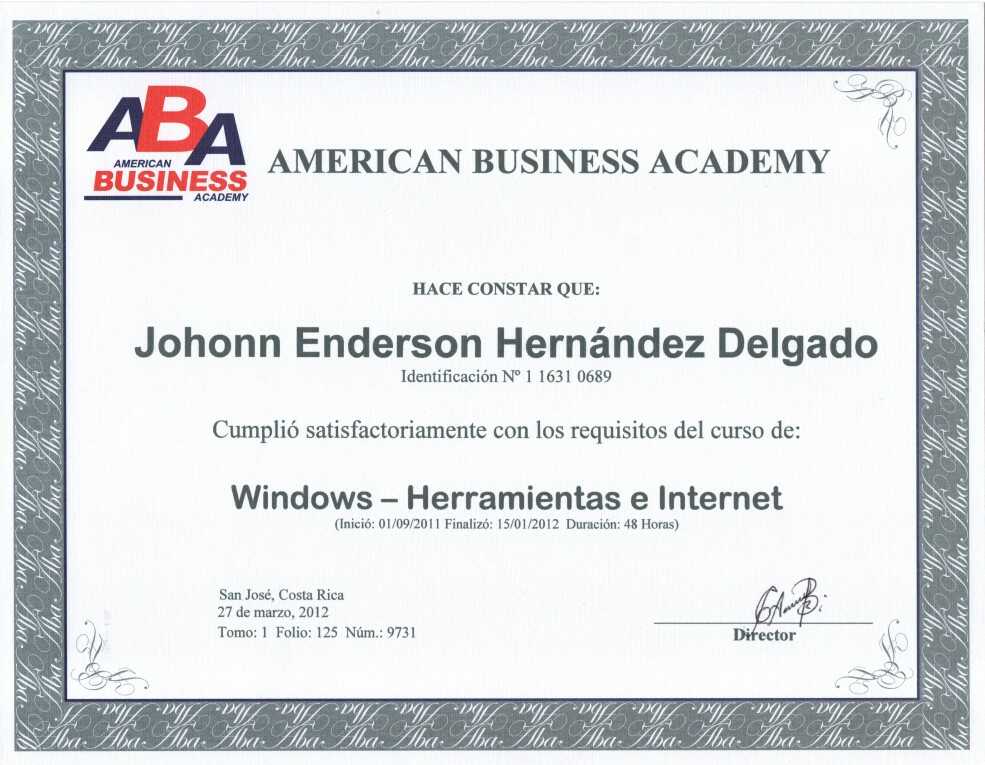 ABA
AMERICAN
BUSINESS
ACADEMY
AMERICAN BUSINESS ACADEMY
HACE CONSTAR QUE:
Johonn Enderson Hernández Delgado
Identificación Nº 1 1631 0689
Cumplió satisfactoriamente con los requisitos del curso de:
Windows – Herramientas e Internet
(Inició: 01/09/2011 Finalizó: 15/01/2012 Duración: 48 Horas)
San José, Costa Rica
27 de marzo, 2012
Tomo: 1 Folio: 125 Núm.: 9731
Director